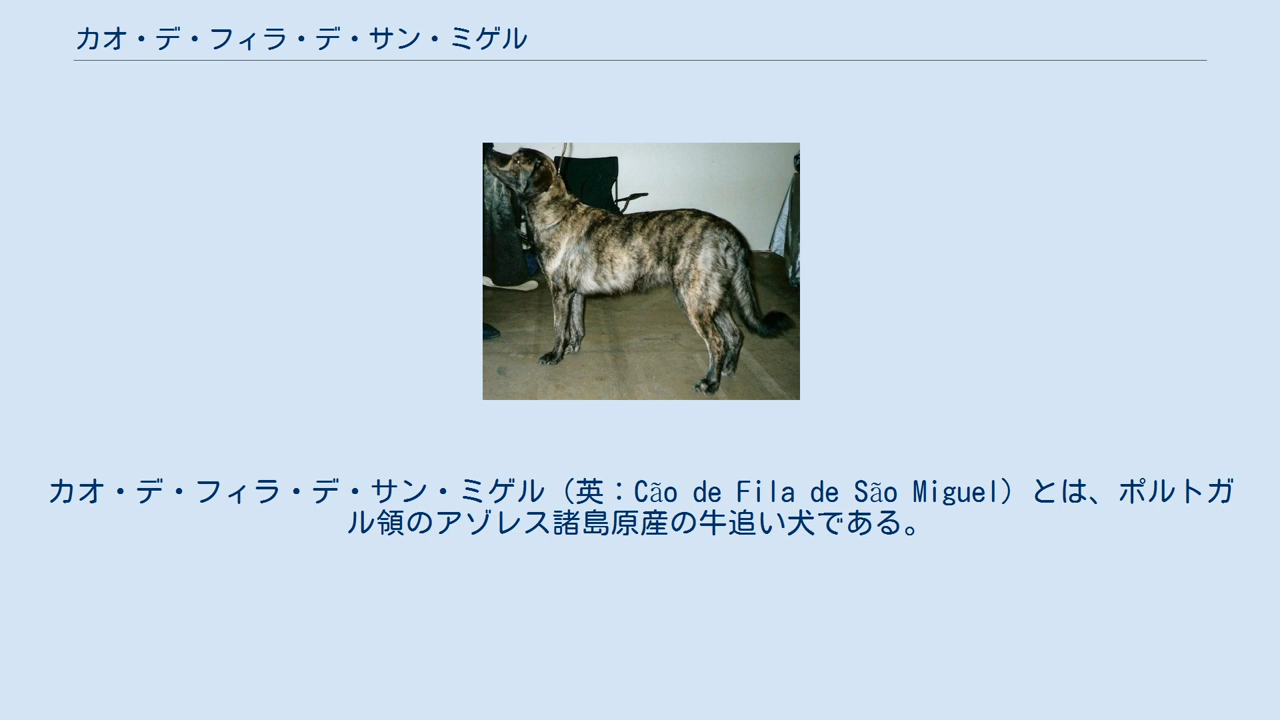 カオ・デ・フィラ・デ・サン・ミゲル
カオ・デ・フィラ・デ・サン・ミゲル（英：Cão de Fila de São Miguel）とは、ポルトガ
ル領のアゾレス諸島原産の牛追い犬である。